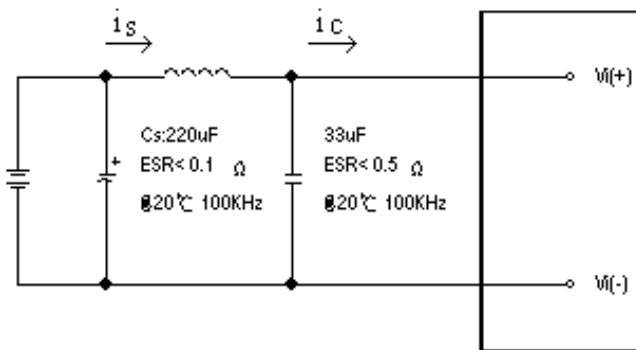 is
ic
Vi(+)
+
Cs:220uF
ESR<0.1 Ω
@20℃ 100KHz
33uF
ESR<0.5 Ω
@20℃ 100KHz
Vi(-)